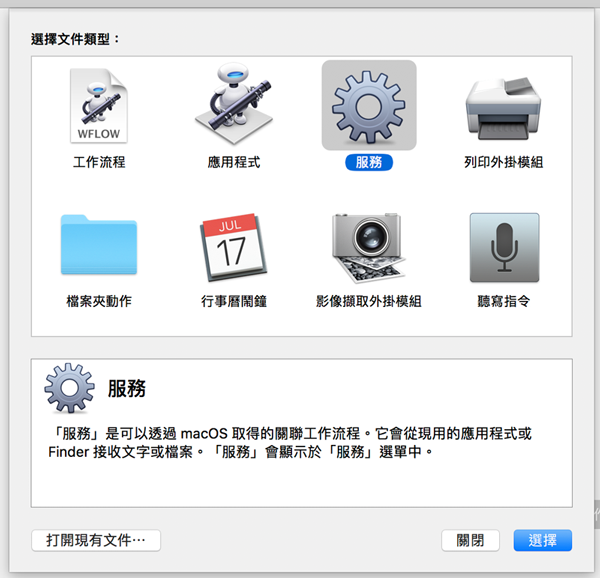 選擇文件類型：
WFLOW
工作流程
應用程式
服務
列印外掛模組
JUL
17
檔案夾動作
行事曆鬧鐘
影像擷取外掛模組
聽寫指令
服務
「服務」是可以透過 macOS 取得的關聯工作流程。它會從現用的應用程式或
Finder 接收文字或檔案。「服務」會顯示於「服務」選單中。
打開現有文件⋯
關閉
選擇